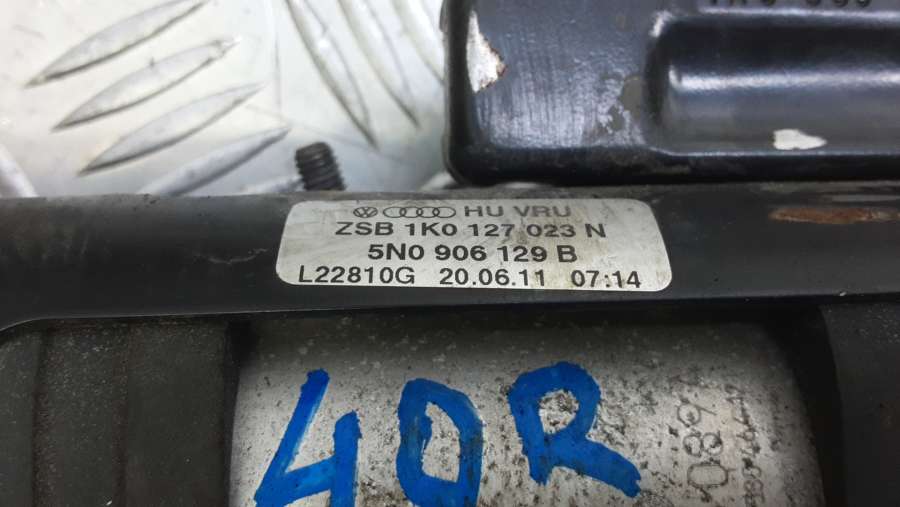 HU VRU
ZSB 1K0 127 023 N
5N0 906 129 B
L22810G 20.06.11 07:14
40R